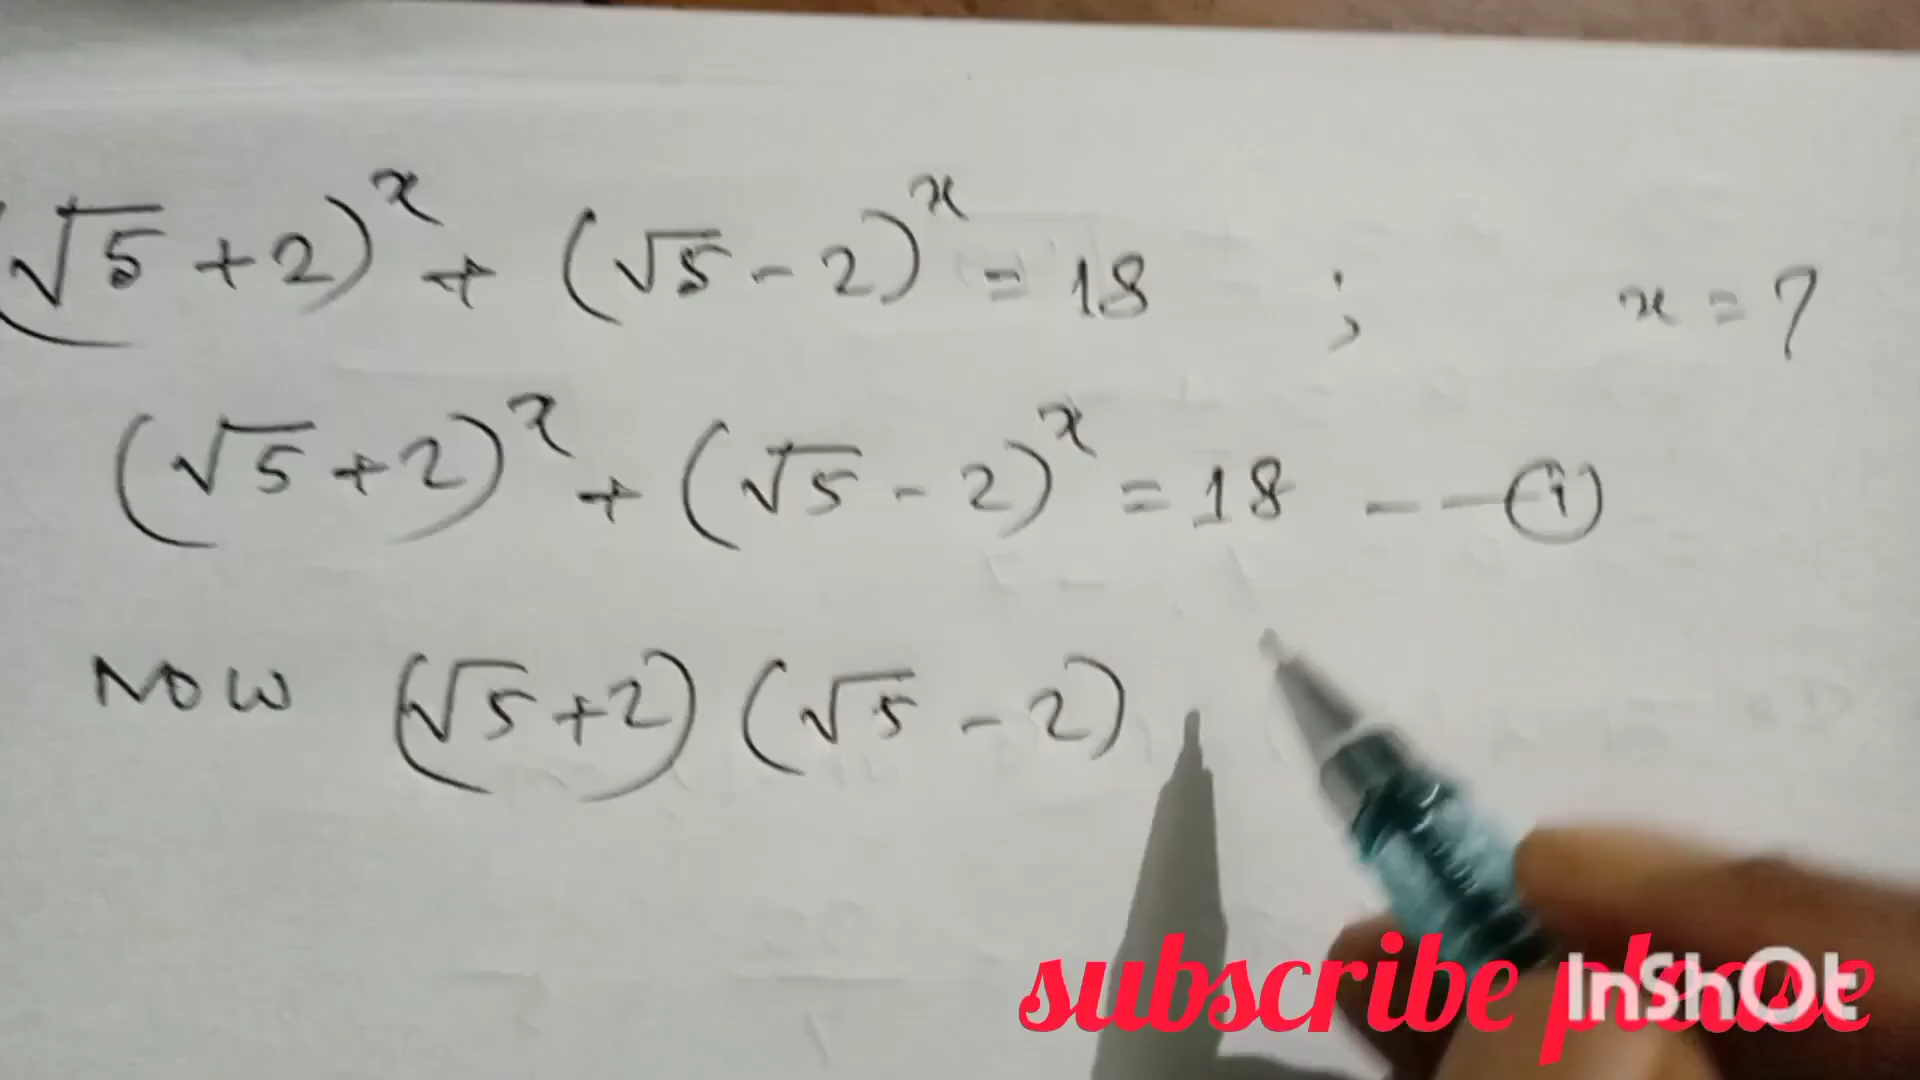 (√5 + 2)^x + (√5 - 2)^x = 18 ; x = ?
(√5 + 2)^x + (√5 - 2)^x = 18 - - (i)
NOW (√5 + 2) (√5 - 2)
subscribe please
InShOt